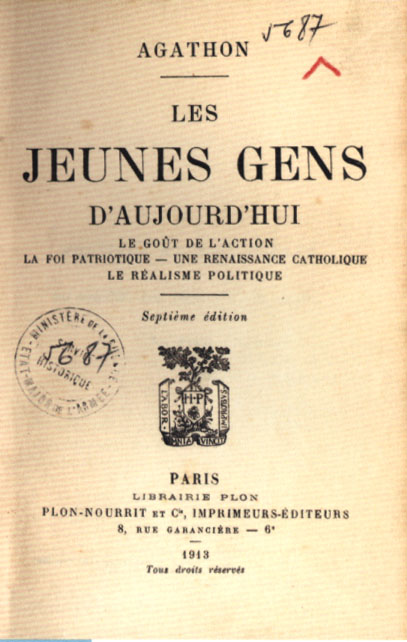 5687
AGATHON
LES
JEUNES GENS
D'AUJOURD'HUI
LE GOÛT DE L'ACTION
LA FOI PATRIOTIQUE — UNE RENAISSANCE CATHOLIQUE
LE RÉALISME POLITIQUE
Septième édition
MINISTÈRE DE LA
ÉTAT-MAJOR DE L'ARMÉE
HISTORIQUE
5687
LABOR
H·P
IMPROBUS
OMNIA VINCIT
PARIS
LIBRAIRIE PLON
PLON-NOURRIT ET Cie, IMPRIMEURS-ÉDITEURS
8, RUE GARANCIÈRE — 6e
1913
Tous droits réservés